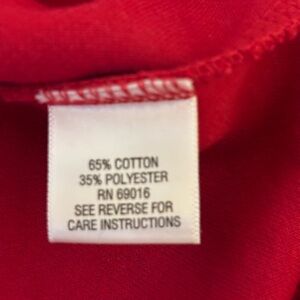 65% COTTON
35% POLYESTER
RN 69016
SEE REVERSE FOR
CARE INSTRUCTIONS